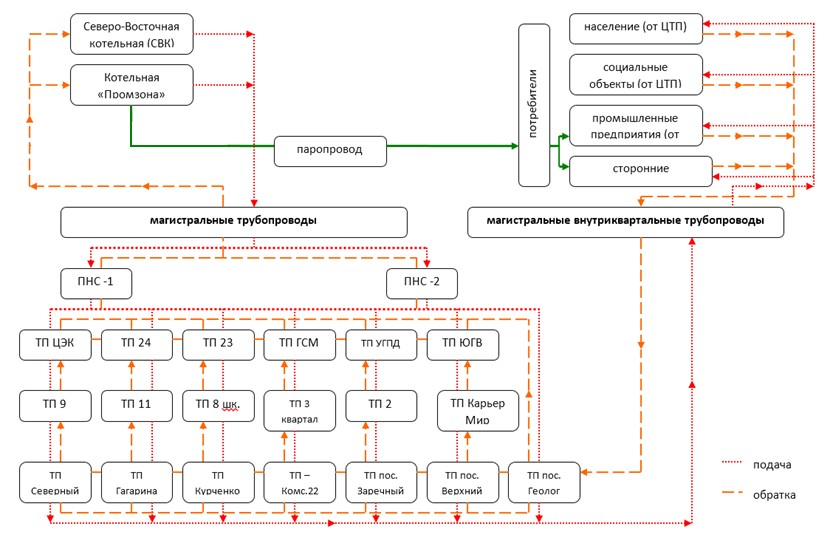 Северо-Восточная
котельная (СВК)
население (от ЦТП)
Котельная
«Промзона»
социальные
объекты (от ЦТП)
потребители
промышленные
предприятия (от
паропровод
сторонние
магистральные трубопроводы
магистральные внутриквартальные трубопроводы
ПНС -1
ПНС -2
ТП ЦЭК
ТП 24
ТП 23
ТП ГСМ
ТП УГПД
ТП ЮГВ
ТП 9
ТП 11
ТП 8 шк.
ТП 3
квартал
ТП 2
ТП Карьер
Мир
ТП
Северный
ТП
Гагарина
ТП
Курченко
ТП –
Комс.22
ТП пос.
Заречный
ТП пос.
Верхний
ТП пос.
Геолог
подача
обратка